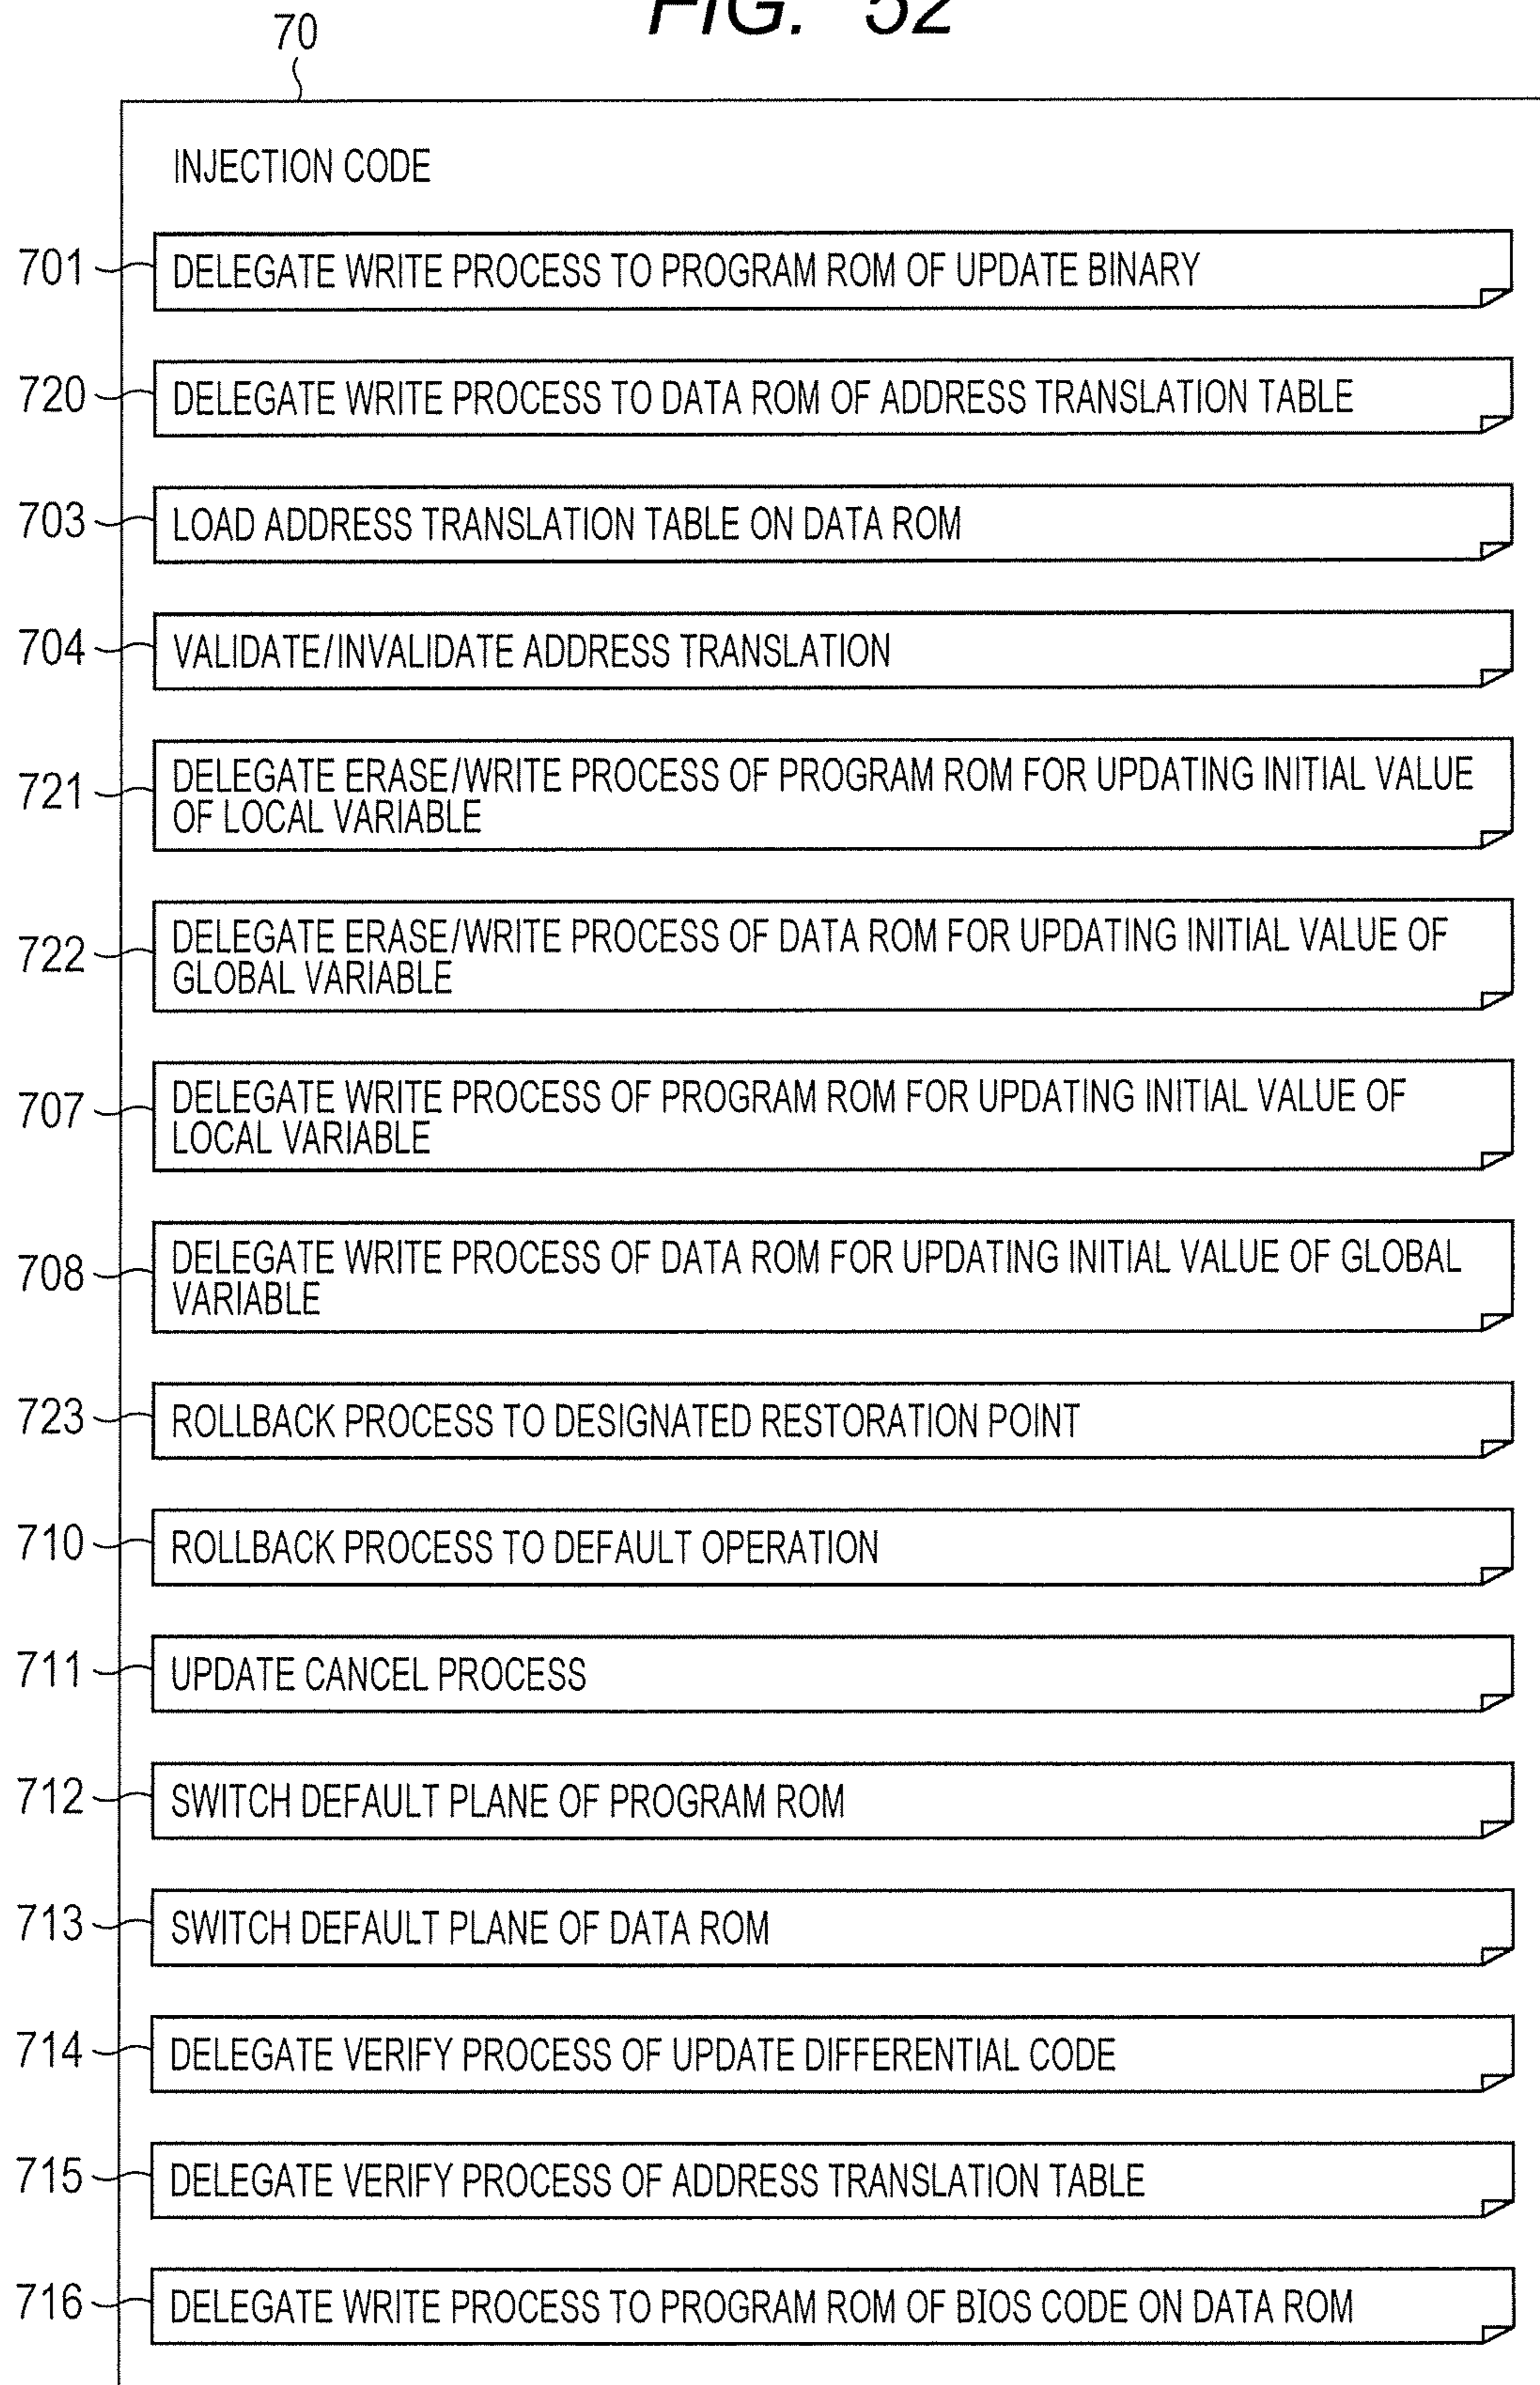 FIG. 52
70
INJECTION CODE
701 DELEGATE WRITE PROCESS TO PROGRAM ROM OF UPDATE BINARY
720 DELEGATE WRITE PROCESS TO DATA ROM OF ADDRESS TRANSLATION TABLE
703 LOAD ADDRESS TRANSLATION TABLE ON DATA ROM
704 VALIDATE/INVALIDATE ADDRESS TRANSLATION
721 DELEGATE ERASE/WRITE PROCESS OF PROGRAM ROM FOR UPDATING INITIAL VALUE
OF LOCAL VARIABLE
722 DELEGATE ERASE/WRITE PROCESS OF DATA ROM FOR UPDATING INITIAL VALUE OF
GLOBAL VARIABLE
707 DELEGATE WRITE PROCESS OF PROGRAM ROM FOR UPDATING INITIAL VALUE OF
LOCAL VARIABLE
708 DELEGATE WRITE PROCESS OF DATA ROM FOR UPDATING INITIAL VALUE OF GLOBAL
VARIABLE
723 ROLLBACK PROCESS TO DESIGNATED RESTORATION POINT
710 ROLLBACK PROCESS TO DEFAULT OPERATION
711 UPDATE CANCEL PROCESS
712 SWITCH DEFAULT PLANE OF PROGRAM ROM
713 SWITCH DEFAULT PLANE OF DATA ROM
714 DELEGATE VERIFY PROCESS OF UPDATE DIFFERENTIAL CODE
715 DELEGATE VERIFY PROCESS OF ADDRESS TRANSLATION TABLE
716 DELEGATE WRITE PROCESS TO PROGRAM ROM OF BIOS CODE ON DATA ROM